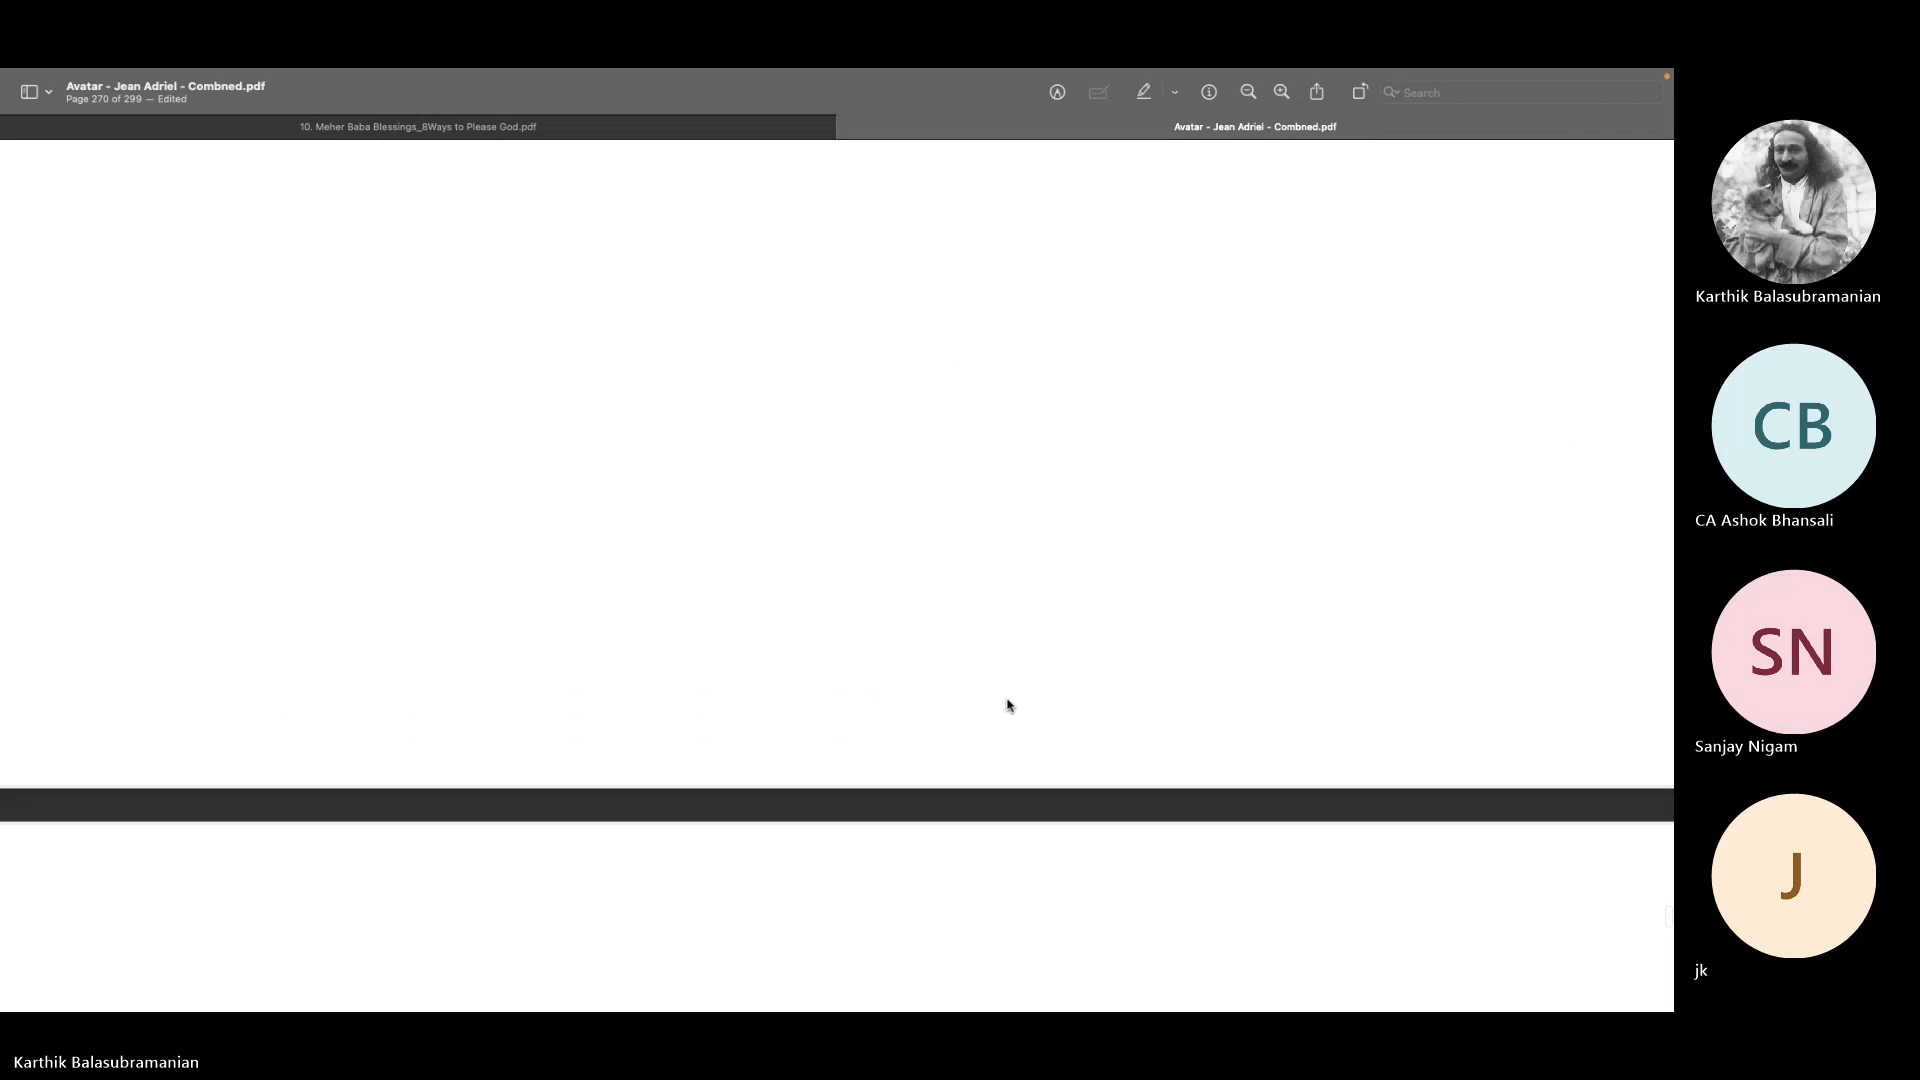 Avatar - Jean Adriel - Combned.pdf
Page 270 of 299 — Edited
Search
10. Meher Baba Blessings_8Ways to Please God.pdf
Avatar - Jean Adriel - Combned.pdf
Karthik Balasubramanian
CB
CA Ashok Bhansali
SN
Sanjay Nigam
J
jk
Karthik Balasubramanian